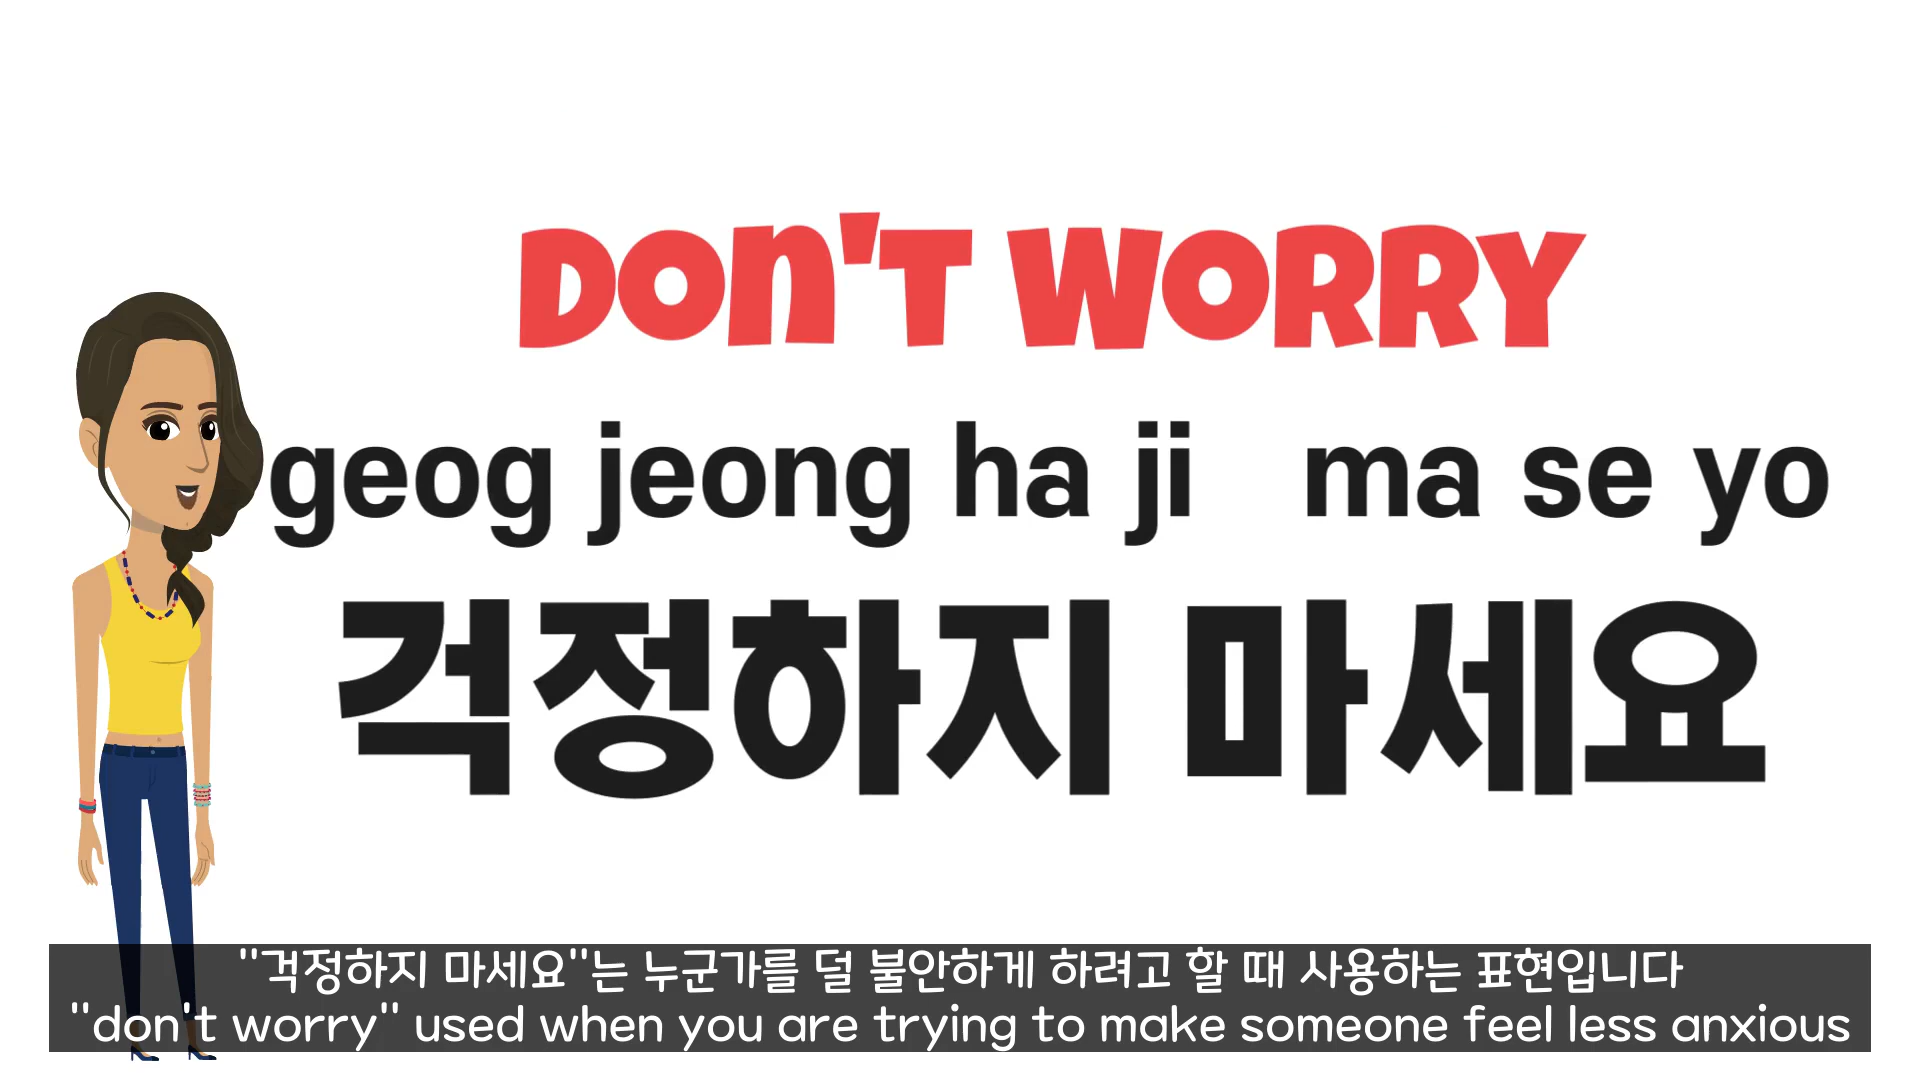 DON'T WORRY
geog jeong ha ji ma se yo
걱정하지 마세요
"걱정하지 마세요"는 누군가를 덜 불안하게 하려고 할 때 사용하는 표현입니다
"don't worry" used when you are trying to make someone feel less anxious